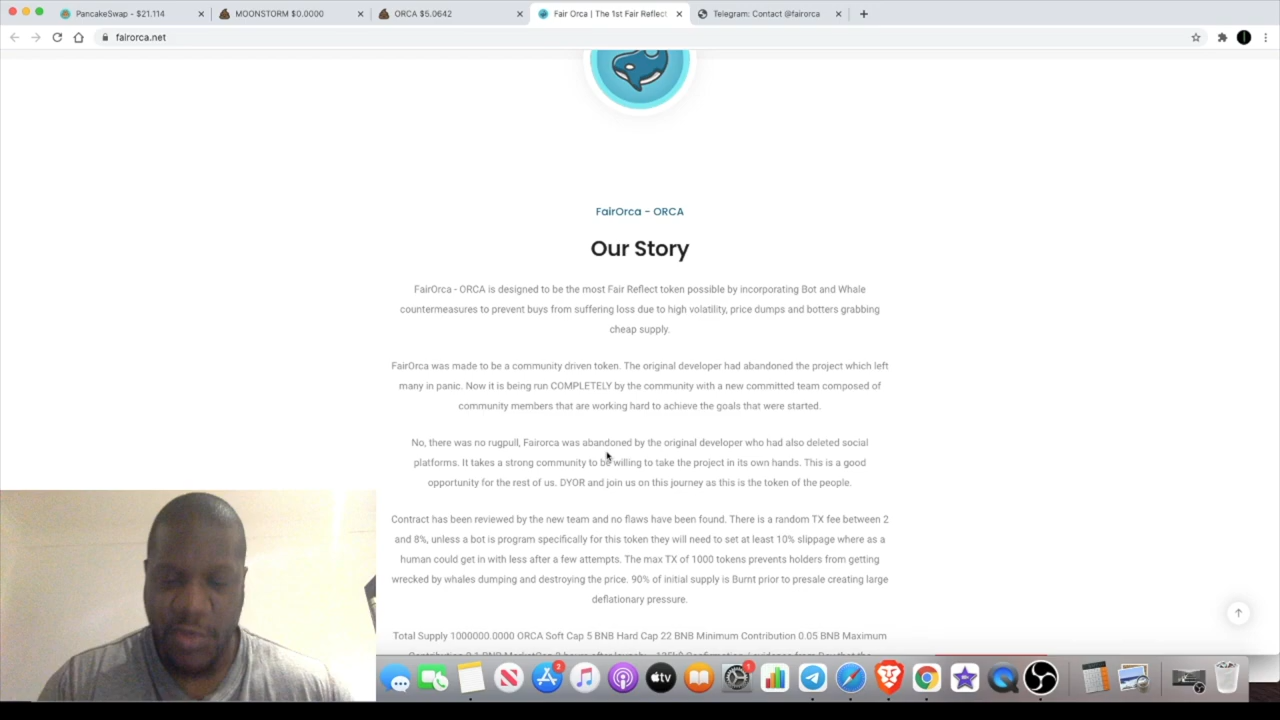 PancakeSwap - $21.114
MOONSTORM $0.0000
ORCA $5.0642
Fair Orca | The 1st Fair Reflect
Telegram: Contact @fairorca
fairorca.net
FairOrca - ORCA
Our Story
FairOrca - ORCA is designed to be the most Fair Reflect token possible by incorporating Bot and Whale
countermeasures to prevent buys from suffering loss due to high volatility, price dumps and botters grabbing
cheap supply.
FairOrca was made to be a community driven token. The original developer had abandoned the project which left
many in panic. Now it is being run COMPLETELY by the community with a new committed team composed of
community members that are working hard to achieve the goals that were started.
No, there was no rugpull, Fairorca was abandoned by the original developer who had also deleted social
platforms. It takes a strong community to be willing to take the project in its own hands. This is a good
opportunity for the rest of us. DYOR and join us on this journey as this is the token of the people.
Contract has been reviewed by the new team and no flaws have been found. There is a random TX fee between 2
and 8%, unless a bot is program specifically for this token they will need to set at least 10% slippage where as a
human could get in with less after a few attempts. The max TX of 1000 tokens prevents holders from getting
wrecked by whales dumping and destroying the price. 90% of initial supply is Burnt prior to presale creating large
deflationary pressure.
Total Supply 1000000.0000 ORCA Soft Cap 5 BNB Hard Cap 22 BNB Minimum Contribution 0.05 BNB Maximum
2
tv
1